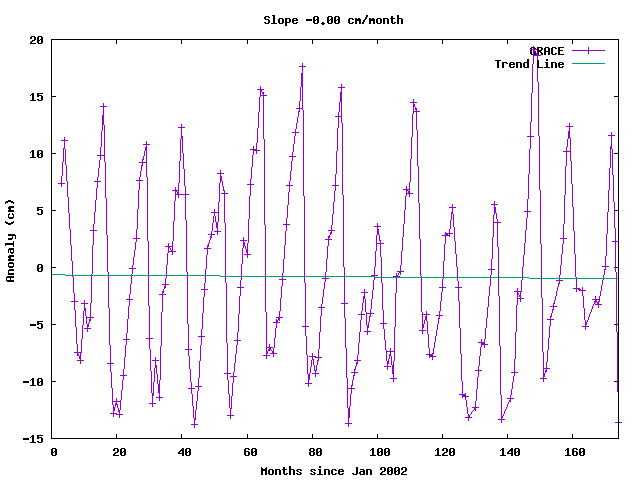 Slope -0.00 cm/month
GRACE
Trend Line
20
15
10
5
0
-5
-10
-15
Anomaly (cm)
0 20 40 60 80 100 120 140 160
Months since Jan 2002